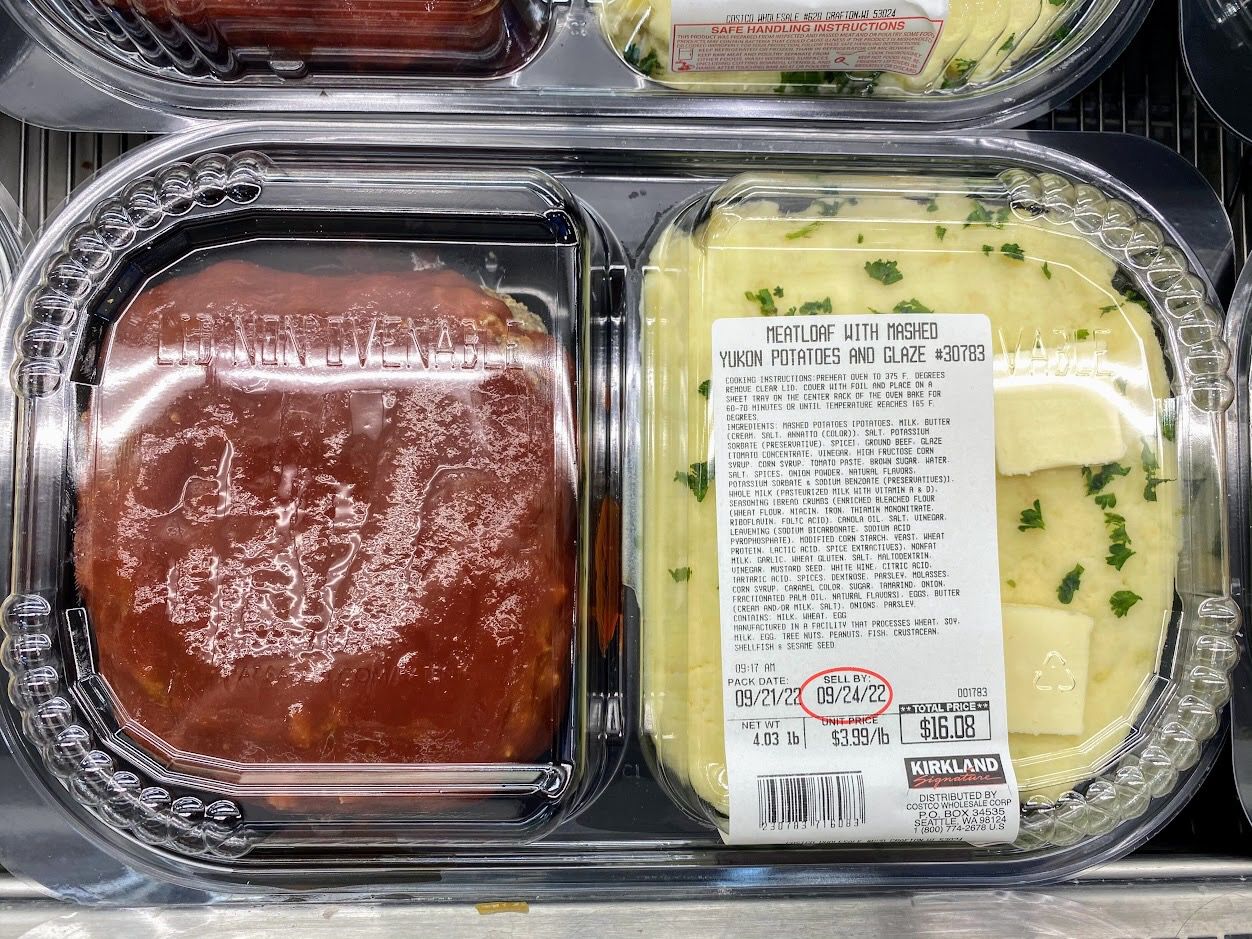 COSTCO WHOLESALE #620 GRAFTON-WI 53024
SAFE HANDLING INSTRUCTIONS
LID NON OVENABLE
VABLE
MEATLOAF WITH MASHED
YUKON POTATOES AND GLAZE #30783
COOKING INSTRUCTIONS:PREHEAT OVEN TO 375 F. DEGREES
REMOVE CLEAR LID. COVER WITH FOIL AND PLACE ON A
SHEET TRAY ON THE CENTER RACK OF THE OVEN BAKE FOR
60-70 MINUTES OR UNTIL TEMPERATURE REACHES 165 F.
DEGREES
INGREDIENTS: MASHED POTATOES [POTATOES, MILK, BUTTER
(CREAM, SALT, ANNATTO (COLOR)), SALT, POTASSIUM
SORBATE (PRESERVATIVE), SPICE], GROUND BEEF, GLAZE
[TOMATO CONCENTRATE, VINEGAR, HIGH FRUCTOSE CORN
SYRUP, CORN SYRUP, TOMATO PASTE, BROWN SUGAR, WATER,
SALT, SPICES, ONION POWDER, NATURAL FLAVORS,
POTASSIUM SORBATE & SODIUM BENZOATE (PRESERVATIVES)],
WHOLE MILK (PASTEURIZED MILK WITH VITAMIN A & D),
SEASONING [BREAD CRUMBS (ENRICHED BLEACHED FLOUR
(WHEAT FLOUR, NIACIN, IRON, THIAMIN MONONITRATE,
RIBOFLAVIN, FOLIC ACID), CANOLA OIL, SALT, VINEGAR,
LEAVENING (SODIUM BICARBONATE, SODIUM ACID
PYROPHOSPHATE), MODIFIED CORN STARCH, YEAST, WHEAT
PROTEIN, LACTIC ACID, SPICE EXTRACTIVES), NONFAT
MILK, GARLIC, WHEAT GLUTEN, SALT, MALTODEXTRIN,
VINEGAR, MUSTARD SEED, WHITE WINE, CITRIC ACID,
TARTARIC ACID, SPICES, DEXTROSE, PARSLEY, MOLASSES,
CORN SYRUP, CARAMEL COLOR, SUGAR, TAMARIND, ONION,
FRACTIONATED PALM OIL, NATURAL FLAVORS], EGGS, BUTTER
(CREAM AND/OR MILK, SALT), ONIONS, PARSLEY.
CONTAINS: MILK, WHEAT, EGG
MANUFACTURED IN A FACILITY THAT PROCESSES WHEAT, SOY,
MILK, EGG, TREE NUTS, PEANUTS, FISH, CRUSTACEAN,
SHELLFISH & SESAME SEED
09:17 AM
PACK DATE: SELL BY:
09/21/22 09/24/22 001783
NET WT UNIT PRICE **TOTAL PRICE**
4.03 lb $3.99/lb $16.08
KIRKLAND
Signature
230783 716083
DISTRIBUTED BY
COSTCO WHOLESALE CORP
P.O. BOX 34535
SEATTLE, WA 98124
1 (800) 774-2678 U.S